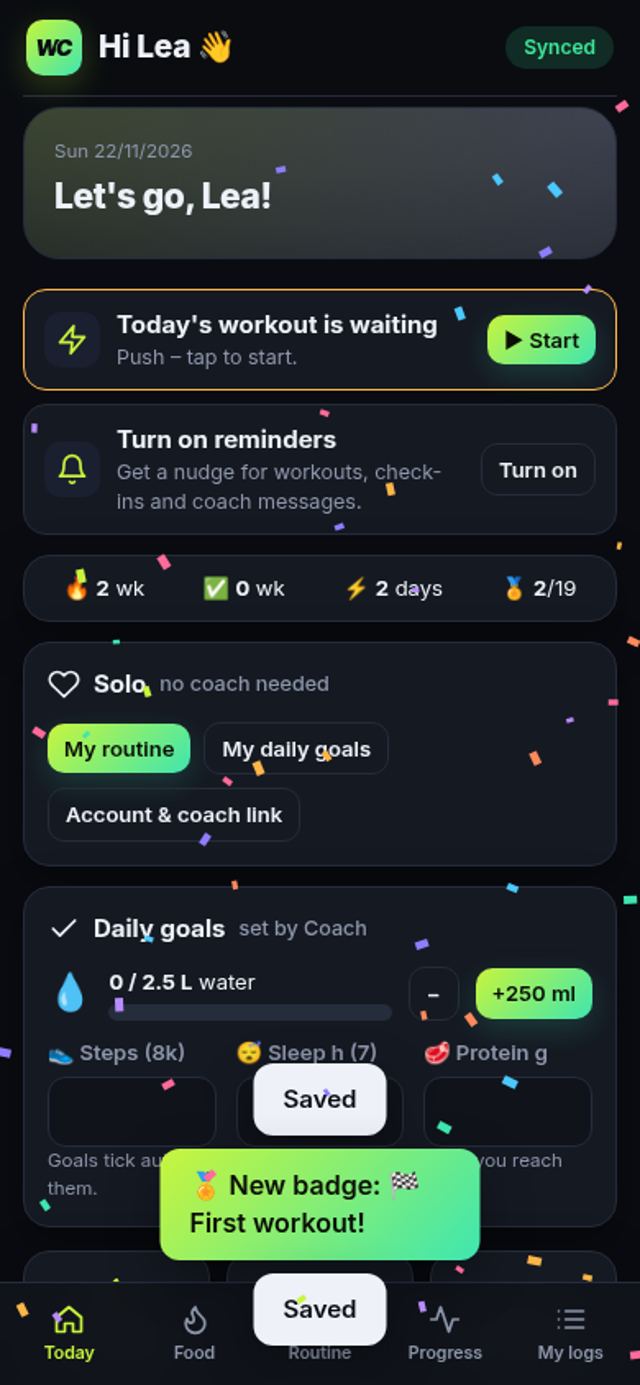 WC Hi Lea 👋 Synced
Sun 22/11/2026
Let's go, Lea!
Today's workout is waiting
Push – tap to start.
▶ Start
Turn on reminders
Get a nudge for workouts, check-
ins and coach messages.
Turn on
🔥 2 wk ✅ 0 wk ⚡ 2 days 🏅 2/19
Solo no coach needed
My routine My daily goals
Account & coach link
Daily goals set by Coach
💧 0 / 2.5 L water – +250 ml
👟 Steps (8k) 😴 Sleep h (7) 🥩 Protein g
Saved
Goals tick you reach
them.
🏅 New badge: 🏁
First workout!
Saved
Today Food Routine Progress My logs